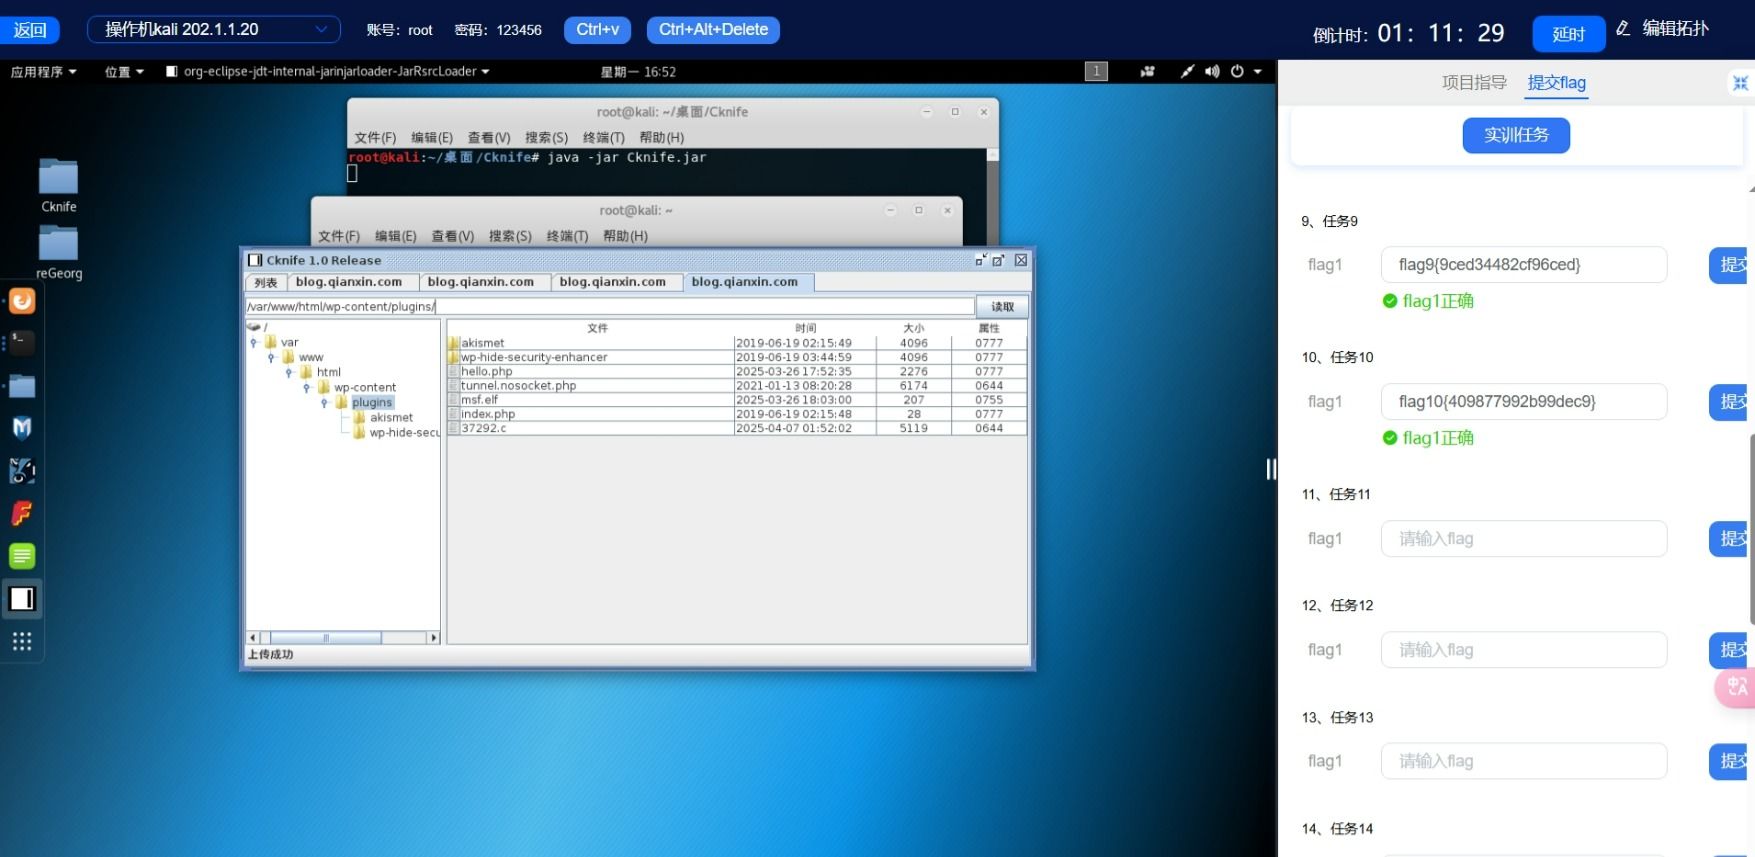 返回
操作机kali 202.1.1.20
账号：root 密码：123456
Ctrl+v
Ctrl+Alt+Delete
倒计时：01：11：29
延时
编辑拓扑
应用程序
位置
org-eclipse-jdt-internal-jarinjarloader-JarRsrcLoader
星期一 16:52
1
Cknife
reGeorg
root@kali: ~/桌面/Cknife
文件(F) 编辑(E) 查看(V) 搜索(S) 终端(T) 帮助(H)
root@kali:~/桌面/Cknife# java -jar Cknife.jar
root@kali: ~
文件(F) 编辑(E) 查看(V) 搜索(S) 终端(T) 帮助(H)
Cknife 1.0 Release
列表 blog.qianxin.com blog.qianxin.com blog.qianxin.com blog.qianxin.com
/var/www/html/wp-content/plugins/
读取
/
var
www
html
wp-content
plugins
akismet
wp-hide-secu
文件 时间 大小 属性
akismet 2019-06-19 02:15:49 4096 0777
wp-hide-security-enhancer 2019-06-19 03:44:59 4096 0777
hello.php 2025-03-26 17:52:35 2276 0777
tunnel.nosocket.php 2021-01-13 08:20:28 6174 0644
msf.elf 2025-03-26 18:03:00 207 0755
index.php 2019-06-19 02:15:48 28 0777
37292.c 2025-04-07 01:52:02 5119 0644
上传成功
项目指导 提交flag
实训任务
9、任务9
flag1 flag9{9ced34482cf96ced} 提交
flag1正确
10、任务10
flag1 flag10{409877992b99dec9} 提交
flag1正确
11、任务11
flag1 请输入flag 提交
12、任务12
flag1 请输入flag 提交
13、任务13
flag1 请输入flag 提交
14、任务14